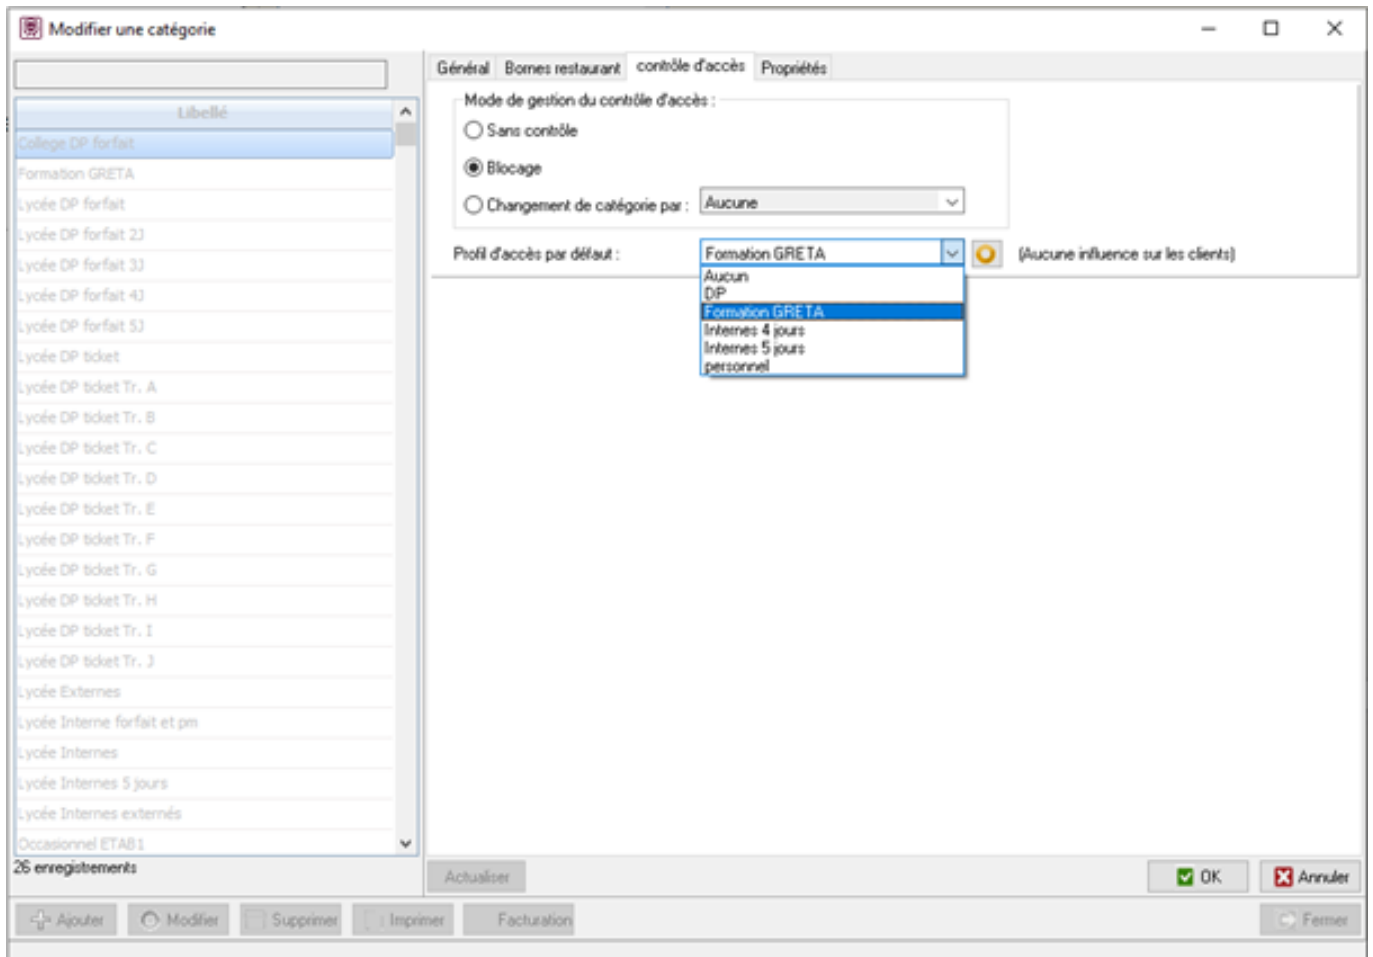 Modifier une catégorie
Général Bornes restaurant contrôle d'accès Propriétés
Libellé
College DP forfait
Formation GRETA
Lycée DP forfait
Lycée DP forfait 2J
Lycée DP forfait 3J
Lycée DP forfait 4J
Lycée DP forfait 5J
Lycée DP ticket
Lycée DP ticket Tr. A
Lycée DP ticket Tr. B
Lycée DP ticket Tr. C
Lycée DP ticket Tr. D
Lycée DP ticket Tr. E
Lycée DP ticket Tr. F
Lycée DP ticket Tr. G
Lycée DP ticket Tr. H
Lycée DP ticket Tr. I
Lycée DP ticket Tr. J
Lycée Externes
Lycée Interne forfait et pm
Lycée Internes
Lycée Internes 5 jours
Lycée Internes externés
Occasionnel ETAB1
26 enregistrements
Mode de gestion du contrôle d'accès :
Sans contrôle
Blocage
Changement de catégorie par : Aucune
Profil d'accès par défaut : Formation GRETA (Aucune influence sur les clients)
Aucun
DP
Formation GRETA
Internes 4 jours
Internes 5 jours
personnel
Actualiser OK Annuler
Ajouter Modifier Supprimer Imprimer Facturation Fermer